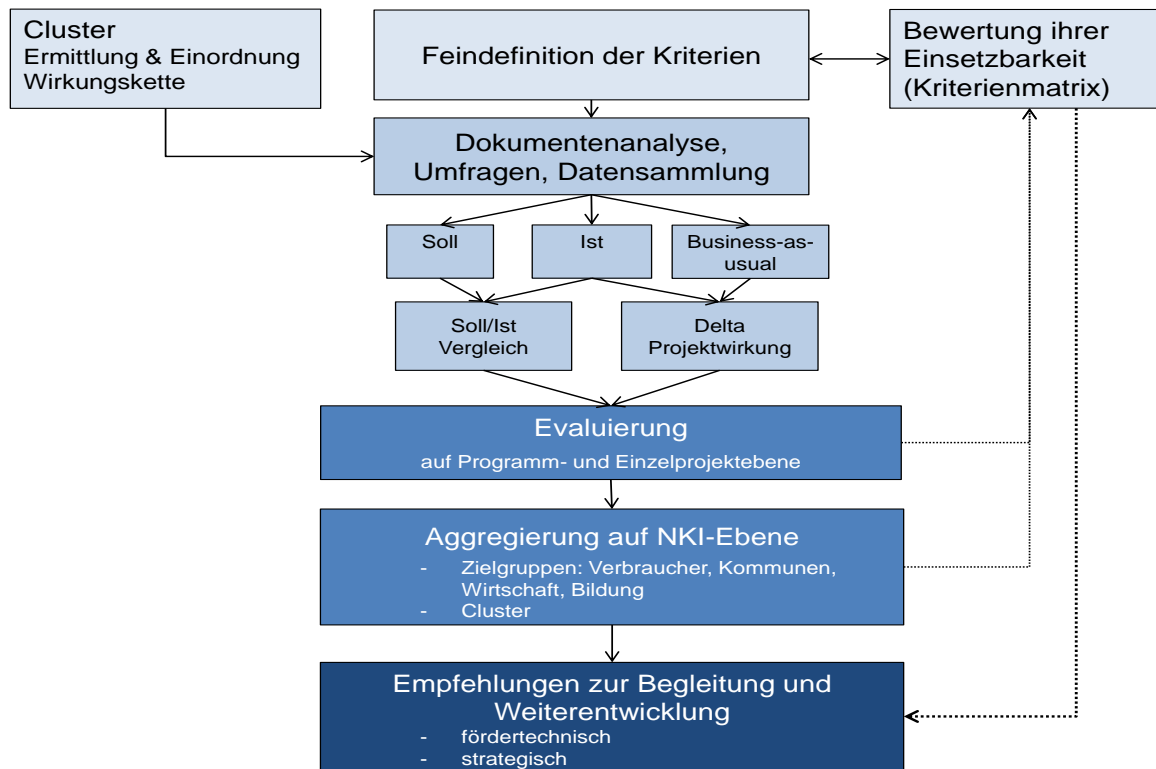 Cluster
Ermittlung & Einordnung
Wirkungskette
Feindefinition der Kriterien
Bewertung ihrer
Einsetzbarkeit
(Kriterienmatrix)
Dokumentenanalyse,
Umfragen, Datensammlung
Soll
Ist
Business-as-
usual
Soll/Ist
Vergleich
Delta
Projektwirkung
Evaluierung
auf Programm- und Einzelprojektebene
Aggregierung auf NKI-Ebene
- Zielgruppen: Verbraucher, Kommunen,
Wirtschaft, Bildung
- Cluster
Empfehlungen zur Begleitung und
Weiterentwicklung
- fördertechnisch
- strategisch